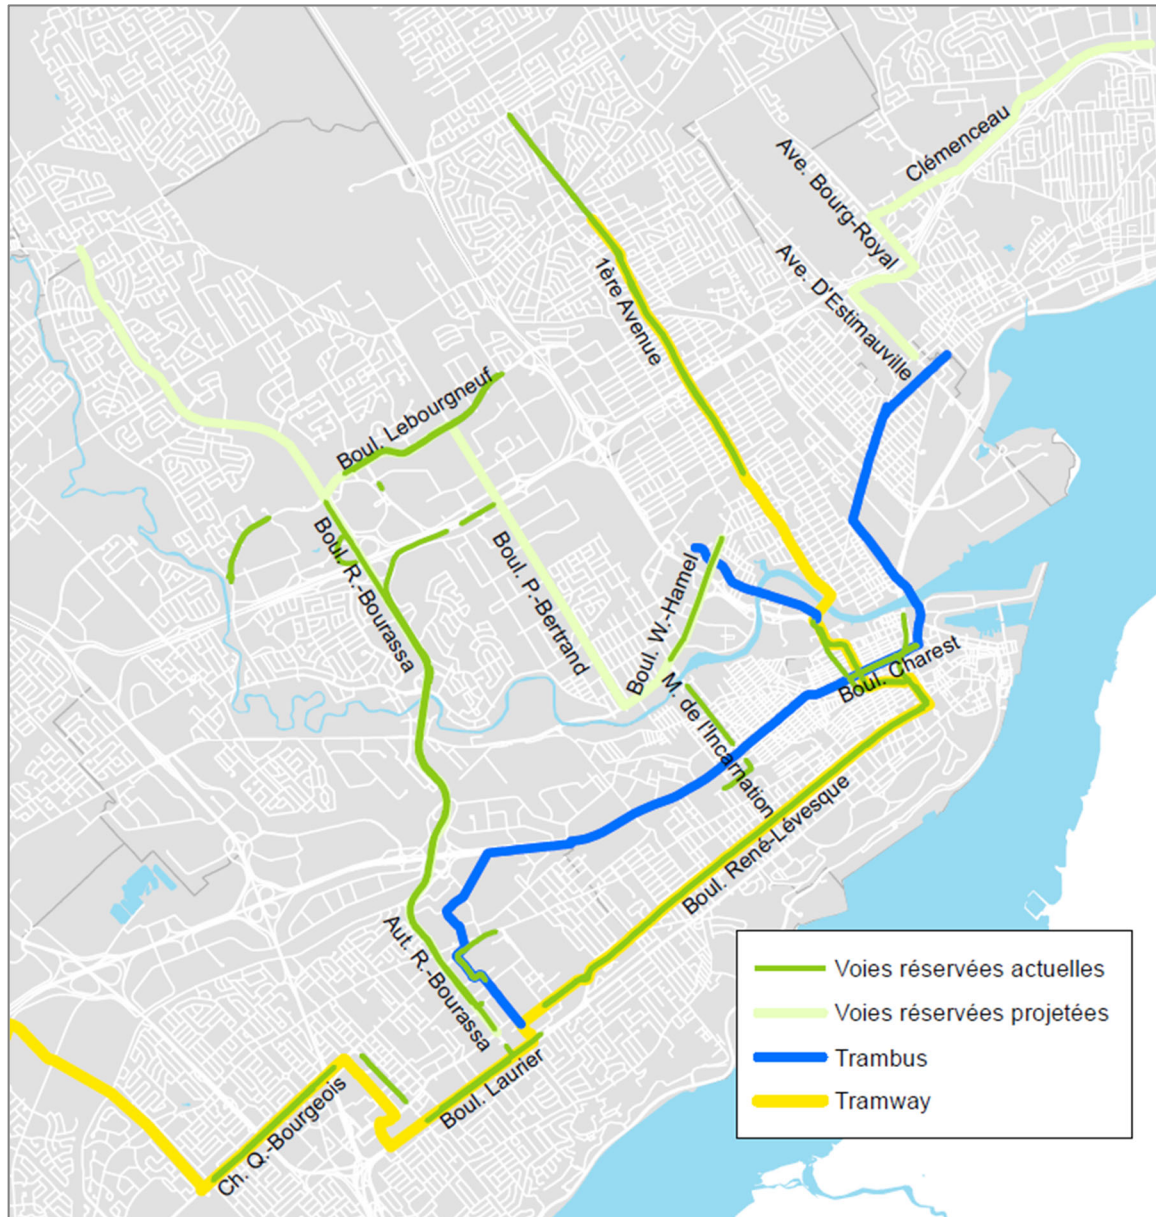 Clémenceau
Ave. Bourg-Royal
Ave. D'Estimauville
1ère Avenue
Boul. Lebourgneuf
Boul. R.-Bourassa
Boul. P.-Bertrand
Boul. W.-Hamel
Boul. Charest
M. de l'Incarnation
Boul. René-Lévesque
Aut. R.-Bourassa
Boul. Laurier
Ch. Q.-Bourgeois
Voies réservées actuelles
Voies réservées projetées
Trambus
Tramway